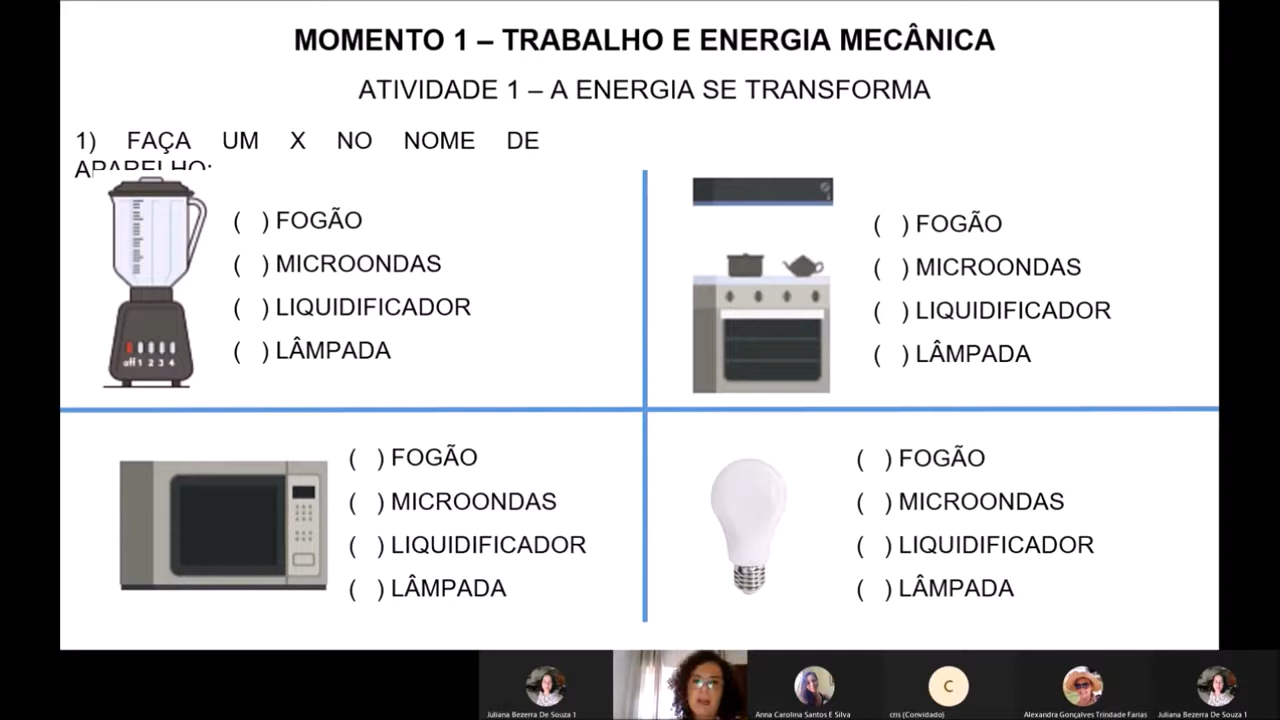 MOMENTO 1 – TRABALHO E ENERGIA MECÂNICA
ATIVIDADE 1 – A ENERGIA SE TRANSFORMA
1) FAÇA UM X NO NOME DE
APARELHO:
( ) FOGÃO
( ) MICROONDAS
( ) LIQUIDIFICADOR
( ) LÂMPADA
off 1 2 3 4
( ) FOGÃO
( ) MICROONDAS
( ) LIQUIDIFICADOR
( ) LÂMPADA
( ) FOGÃO
( ) MICROONDAS
( ) LIQUIDIFICADOR
( ) LÂMPADA
( ) FOGÃO
( ) MICROONDAS
( ) LIQUIDIFICADOR
( ) LÂMPADA
C
Juliana Bezerra De Souza 1
Anna Carolina Santos E Silva
cris (Convidado)
Alexandra Gonçalves Trindade Farias
Juliana Bezerra De Souza 1